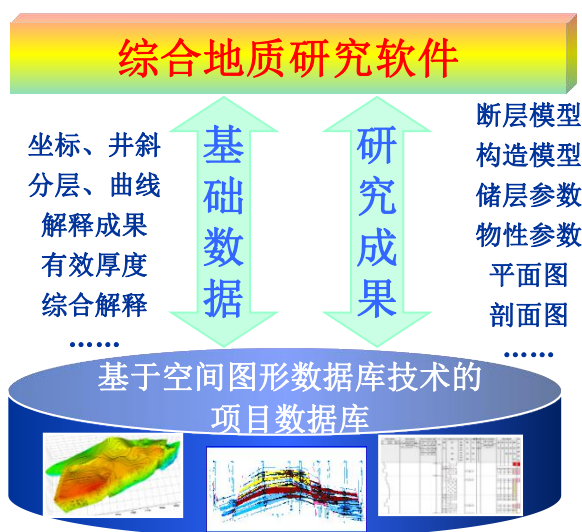 综合地质研究软件
坐标、井斜
分层、曲线
解释成果
有效厚度
综合解释
……
基础数据
研究成果
断层模型
构造模型
储层参数
物性参数
平面图
剖面图
……
基于空间图形数据库技术的
项目数据库